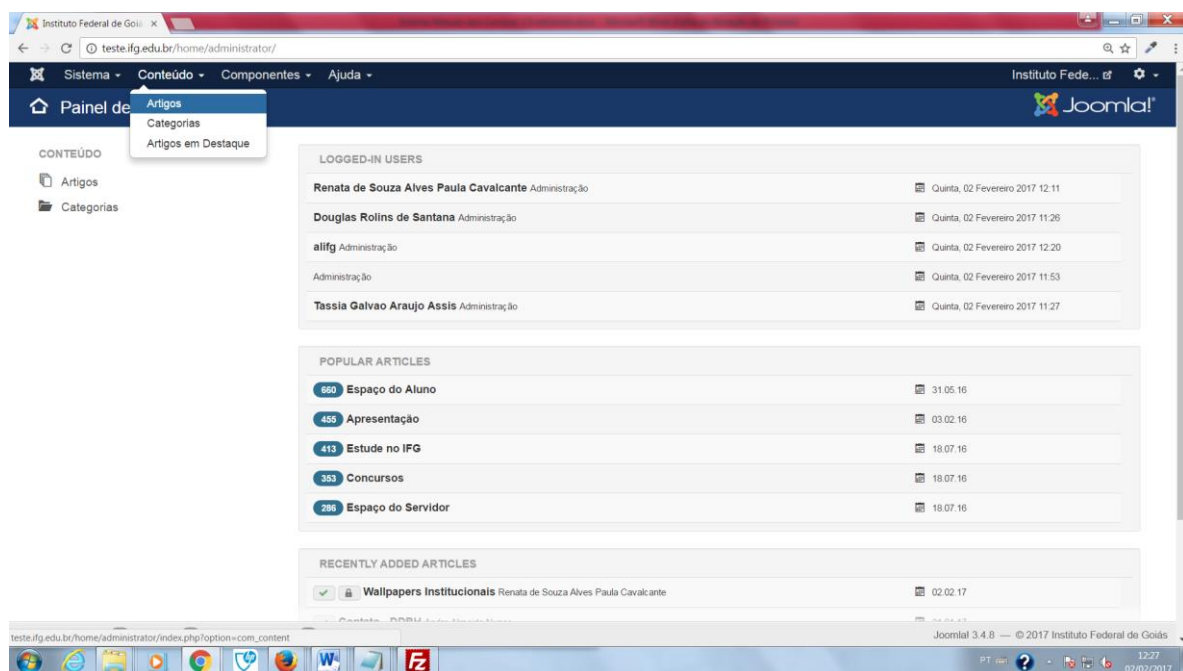 Instituto Federal de Goiá
teste.ifg.edu.br/home/administrator/
Sistema Conteúdo Componentes Ajuda Instituto Fede...
Painel de Joomla!
Artigos
Categorias
Artigos em Destaque
CONTEÚDO
Artigos
Categorias
LOGGED-IN USERS
Renata de Souza Alves Paula Cavalcante Administração Quinta, 02 Fevereiro 2017 12:11
Douglas Rolins de Santana Administração Quinta, 02 Fevereiro 2017 11:26
alifg Administração Quinta, 02 Fevereiro 2017 12:20
Administração Quinta, 02 Fevereiro 2017 11:53
Tassia Galvao Araujo Assis Administração Quinta, 02 Fevereiro 2017 11:27
POPULAR ARTICLES
660 Espaço do Aluno 31.05.16
455 Apresentação 03.02.16
413 Estude no IFG 18.07.16
353 Concursos 18.07.16
286 Espaço do Servidor 18.07.16
RECENTLY ADDED ARTICLES
Wallpapers Institucionais Renata de Souza Alves Paula Cavalcante 02.02.17
teste.ifg.edu.br/home/administrator/index.php?option=com_content
Joomla! 3.4.8 — © 2017 Instituto Federal de Goiás
PT 12:27
02/02/2017